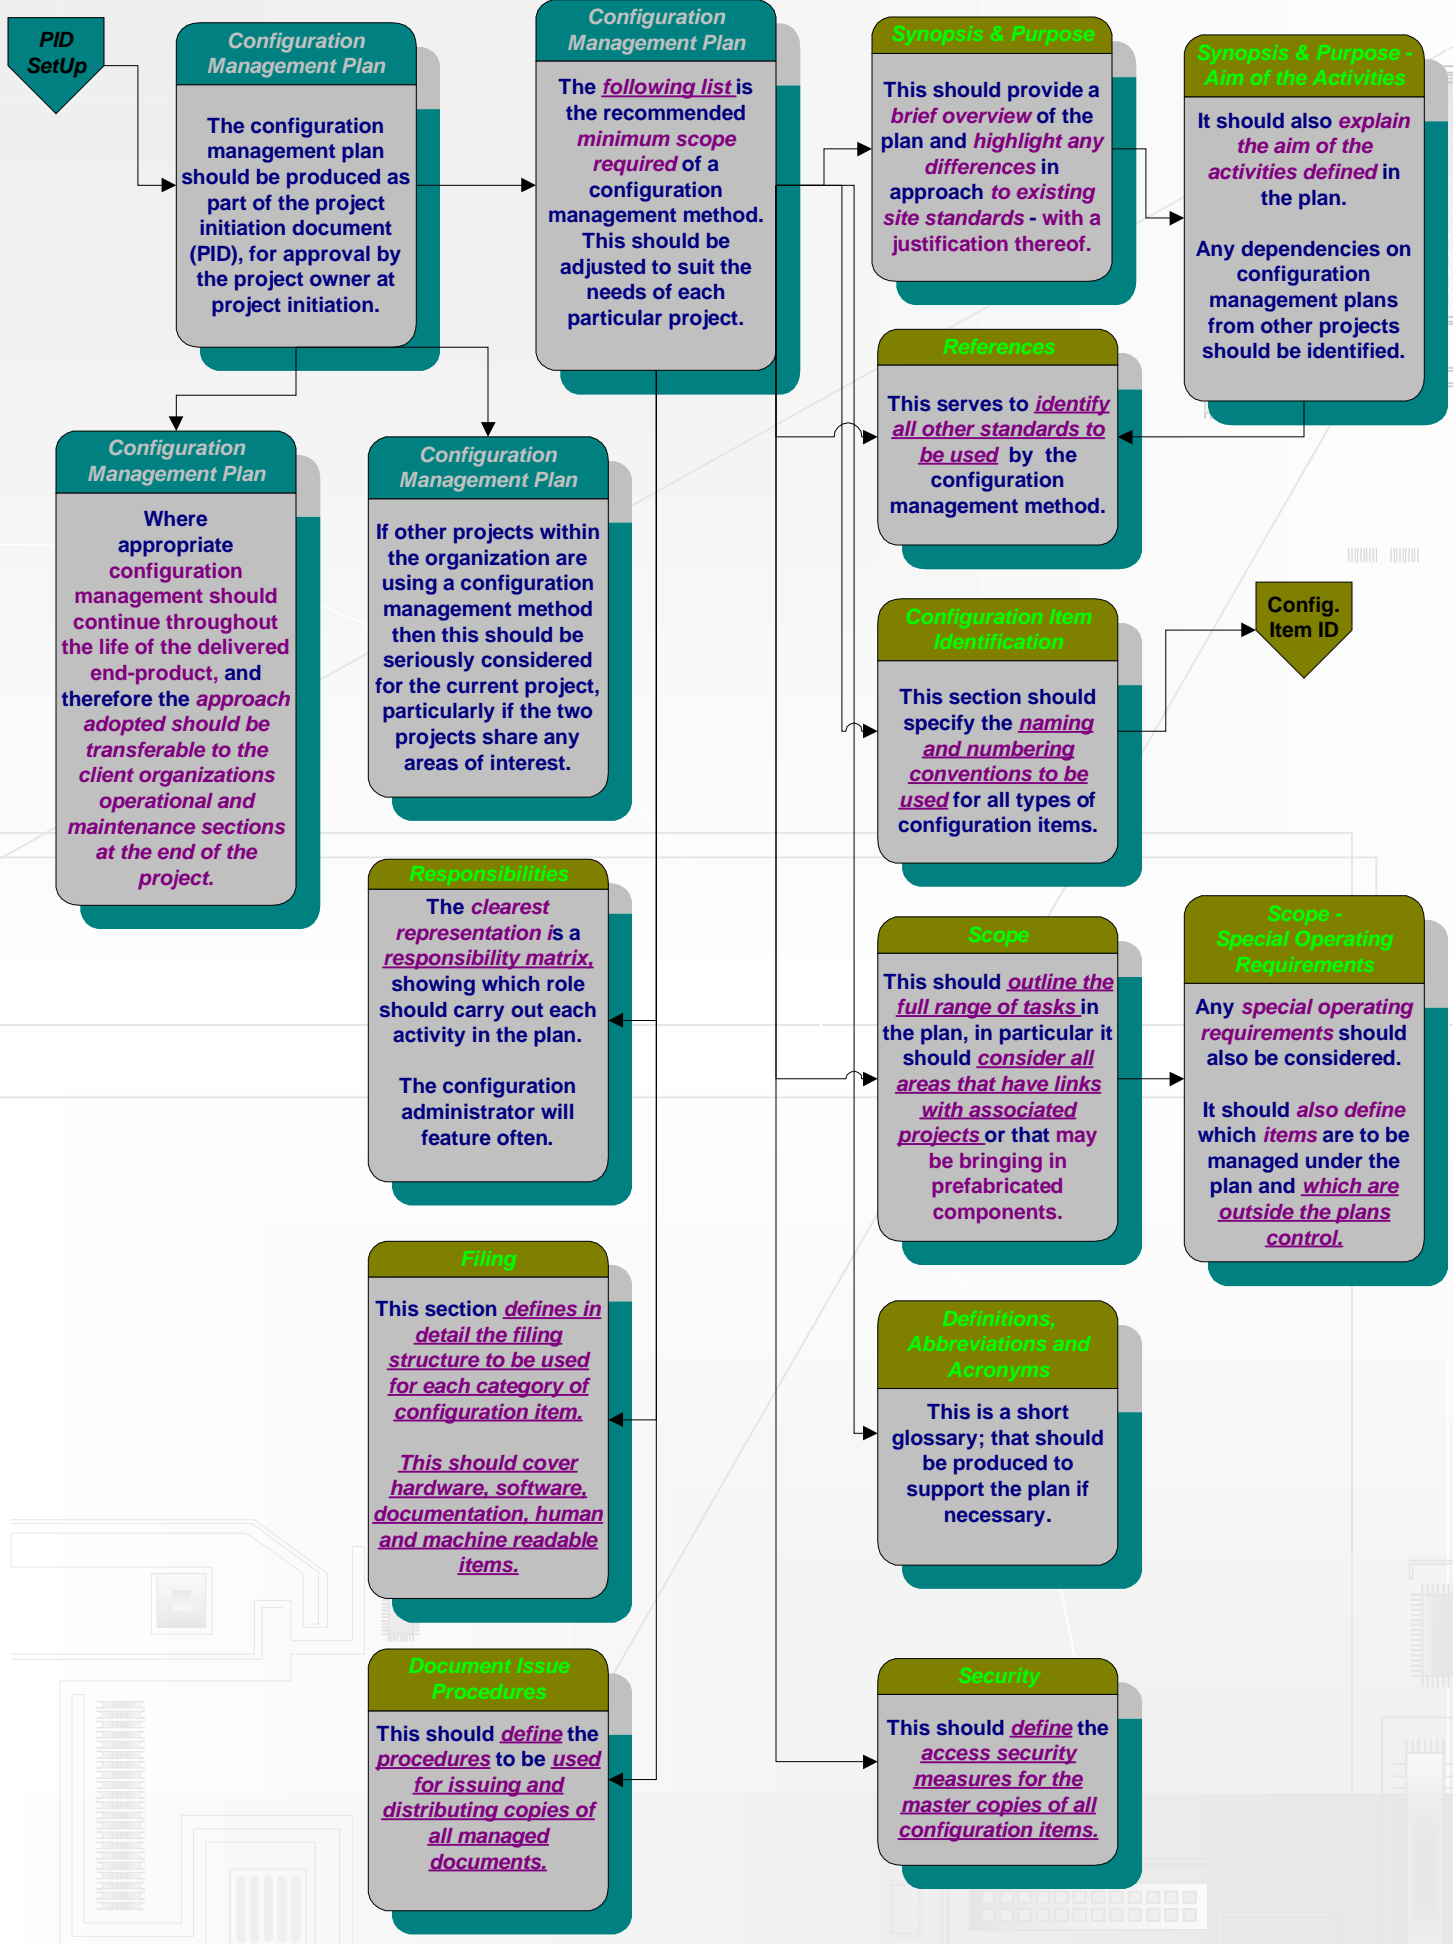 PID
SetUp
Configuration
Management Plan
The configuration
management plan
should be produced as
part of the project
initiation document
(PID), for approval by
the project owner at
project initiation.
Configuration
Management Plan
The following list is
the recommended
minimum scope
required of a
configuration
management method.
This should be
adjusted to suit the
needs of each
particular project.
Synopsis & Purpose
This should provide a
brief overview of the
plan and highlight any
differences in
approach to existing
site standards - with a
justification thereof.
Synopsis & Purpose -
Aim of the Activities
It should also explain
the aim of the
activities defined in
the plan.
Any dependencies on
configuration
management plans
from other projects
should be identified.
References
This serves to identify
all other standards to
be used by the
configuration
management method.
Configuration
Management Plan
Where
appropriate
configuration
management should
continue throughout
the life of the delivered
end-product, and
therefore the approach
adopted should be
transferable to the
client organizations
operational and
maintenance sections
at the end of the
project.
Configuration
Management Plan
If other projects within
the organization are
using a configuration
management method
then this should be
seriously considered
for the current project,
particularly if the two
projects share any
areas of interest.
Configuration Item
Identification
This section should
specify the naming
and numbering
conventions to be
used for all types of
configuration items.
Config.
Item ID
Responsibilities
The clearest
representation is a
responsibility matrix,
showing which role
should carry out each
activity in the plan.
The configuration
administrator will
feature often.
Scope
This should outline the
full range of tasks in
the plan, in particular it
should consider all
areas that have links
with associated
projects or that may
be bringing in
prefabricated
components.
Scope -
Special Operating
Requirements
Any special operating
requirements should
also be considered.
It should also define
which items are to be
managed under the
plan and which are
outside the plans
control.
Filing
This section defines in
detail the filing
structure to be used
for each category of
configuration item.
This should cover
hardware, software,
documentation, human
and machine readable
items.
Definitions,
Abbreviations and
Acronyms
This is a short
glossary; that should
be produced to
support the plan if
necessary.
Document Issue
Procedures
This should define the
procedures to be used
for issuing and
distributing copies of
all managed
documents.
Security
This should define the
access security
measures for the
master copies of all
configuration items.